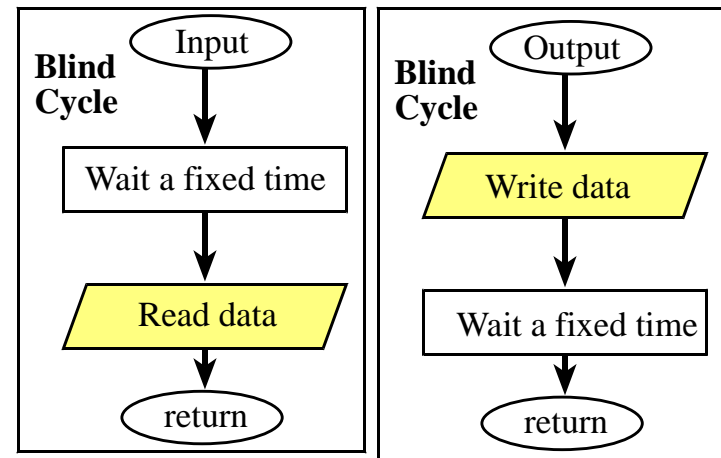 Input
Blind
Cycle
Wait a fixed time
Read data
return
Output
Blind
Cycle
Write data
Wait a fixed time
return